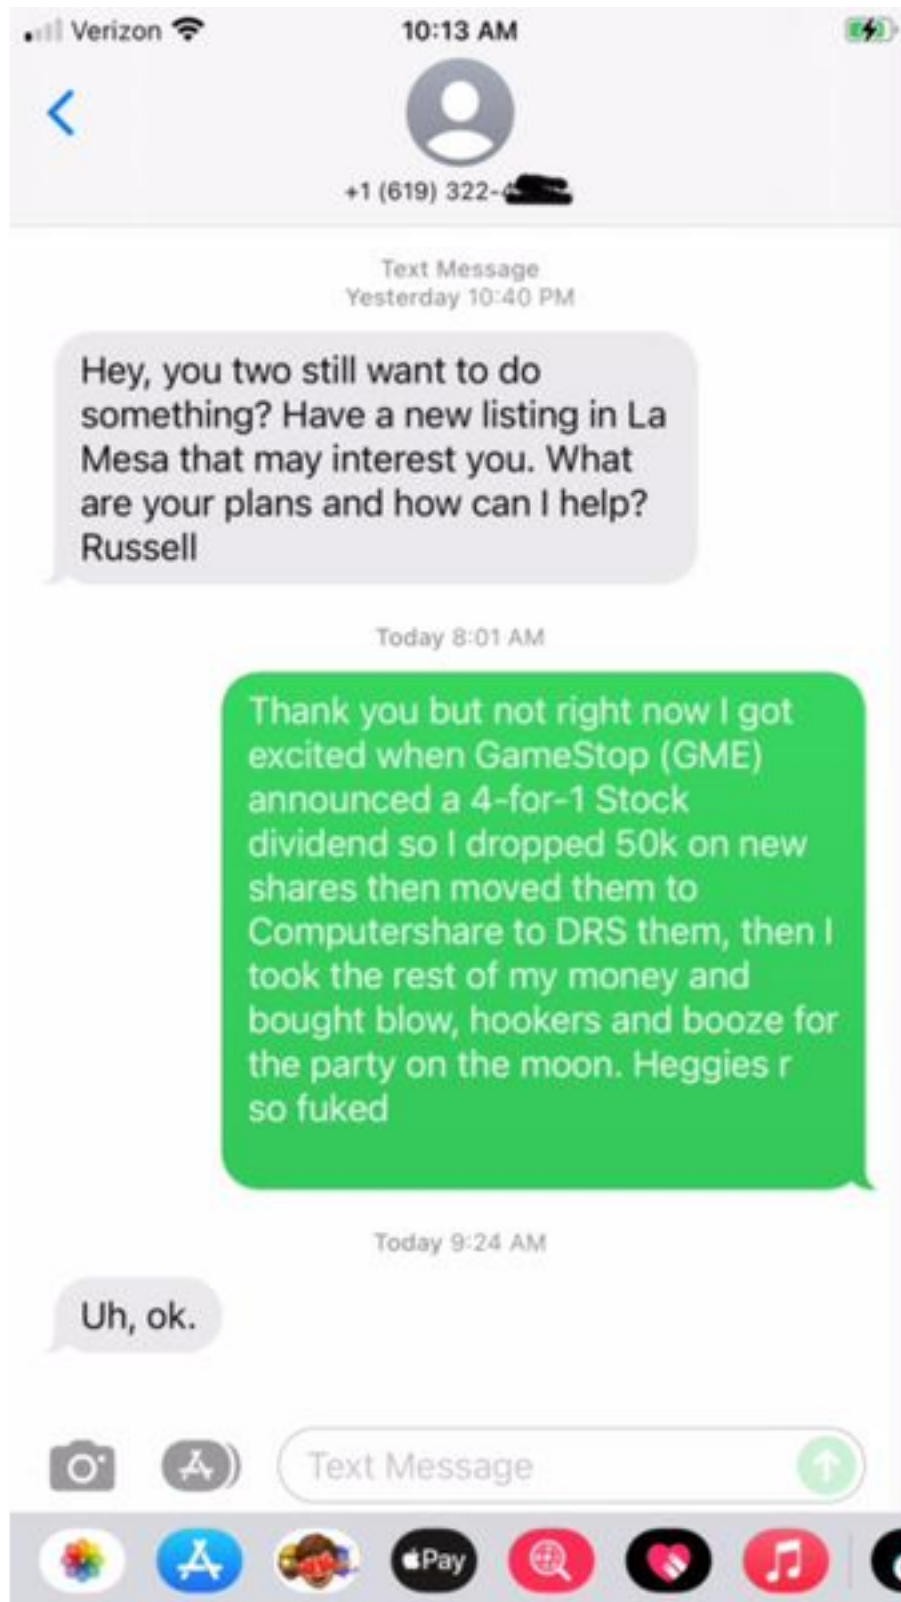 Verizon
10:13 AM
+1 (619) 322-
Text Message
Yesterday 10:40 PM
Hey, you two still want to do
something? Have a new listing in La
Mesa that may interest you. What
are your plans and how can I help?
Russell
Today 8:01 AM
Thank you but not right now I got
excited when GameStop (GME)
announced a 4-for-1 Stock
dividend so I dropped 50k on new
shares then moved them to
Computershare to DRS them, then I
took the rest of my money and
bought blow, hookers and booze for
the party on the moon. Heggies r
so fuked
Today 9:24 AM
Uh, ok.
Text Message
Pay